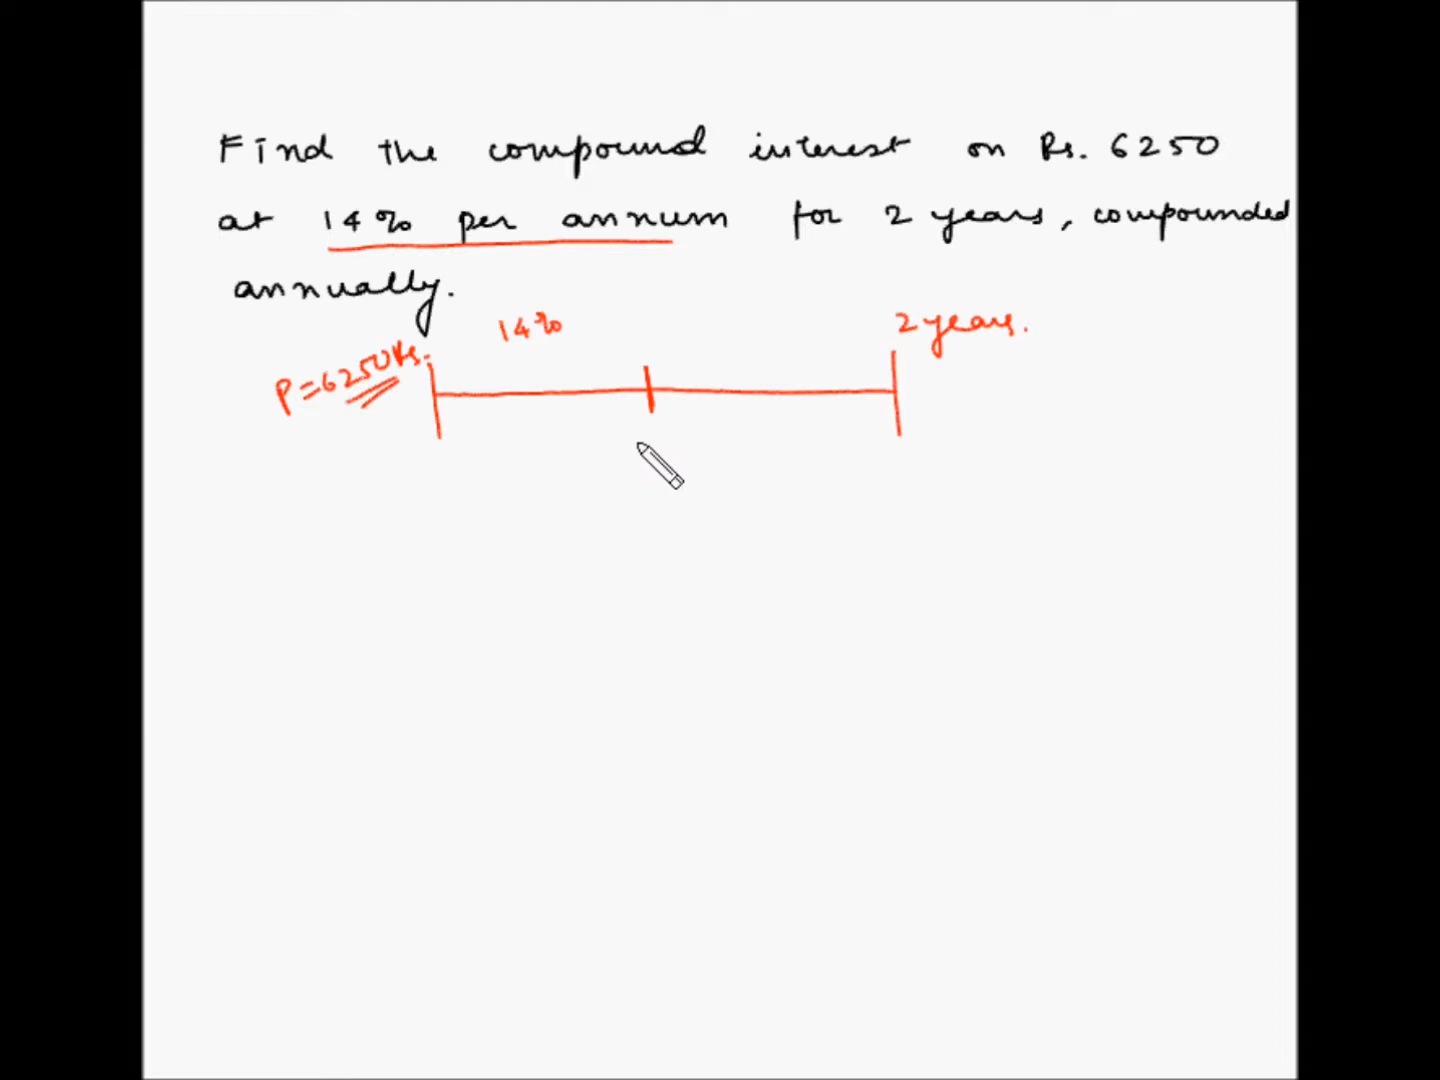 Find the compound interest on Rs. 6250
at 14% per annum for 2 years, compounded
annually.
14%
2 years.
P=6250Rs.